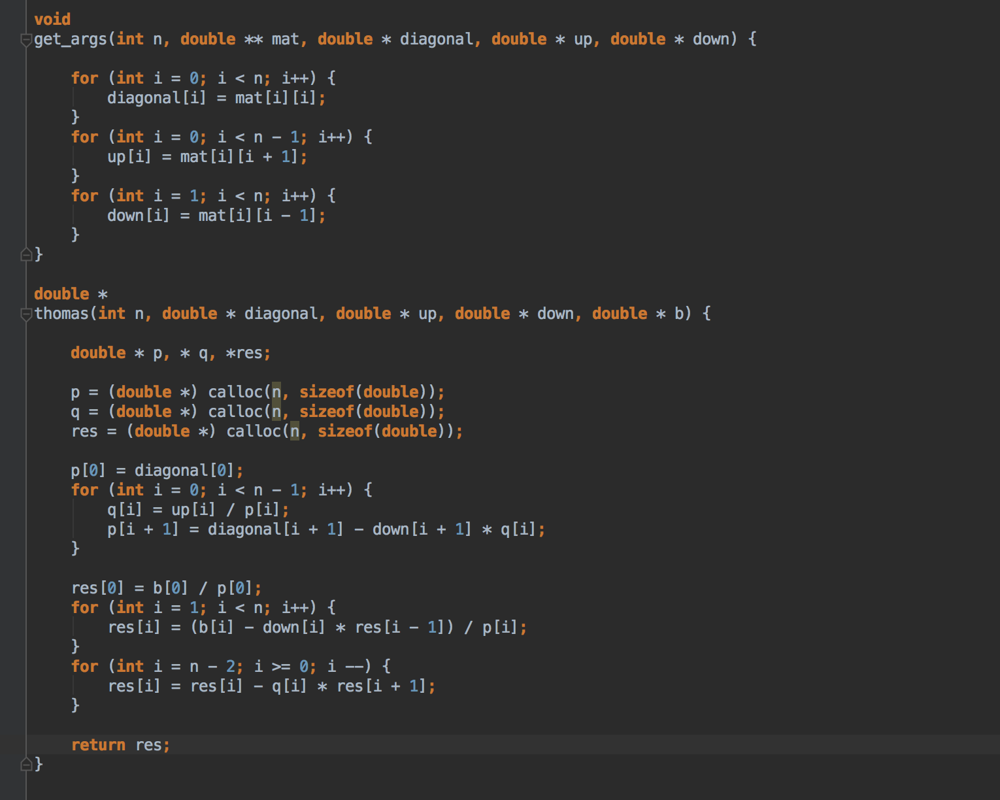 void
get_args(int n, double ** mat, double * diagonal, double * up, double * down) {
for (int i = 0; i < n; i++) {
diagonal[i] = mat[i][i];
}
for (int i = 0; i < n - 1; i++) {
up[i] = mat[i][i + 1];
}
for (int i = 1; i < n; i++) {
down[i] = mat[i][i - 1];
}
}
double *
thomas(int n, double * diagonal, double * up, double * down, double * b) {
double * p, * q, *res;
p = (double *) calloc(n, sizeof(double));
q = (double *) calloc(n, sizeof(double));
res = (double *) calloc(n, sizeof(double));
p[0] = diagonal[0];
for (int i = 0; i < n - 1; i++) {
q[i] = up[i] / p[i];
p[i + 1] = diagonal[i + 1] - down[i + 1] * q[i];
}
res[0] = b[0] / p[0];
for (int i = 1; i < n; i++) {
res[i] = (b[i] - down[i] * res[i - 1]) / p[i];
}
for (int i = n - 2; i >= 0; i --) {
res[i] = res[i] - q[i] * res[i + 1];
}
return res;
}